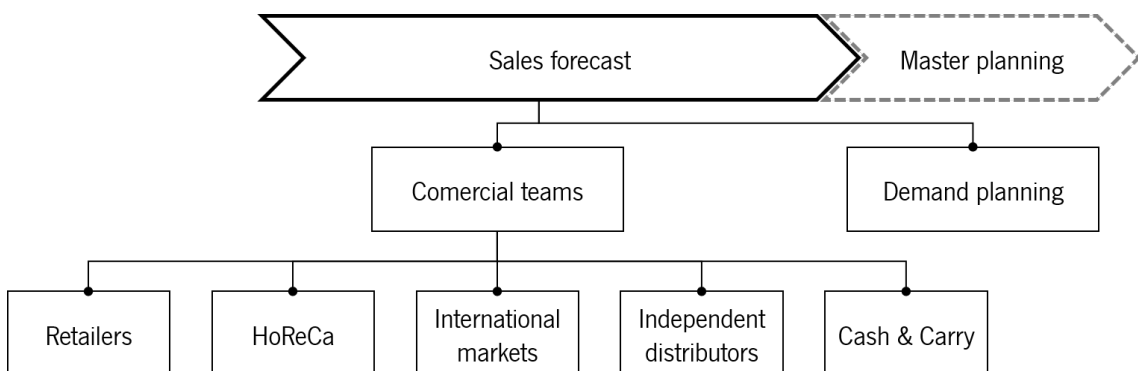 Sales forecast
Master planning
Comercial teams
Demand planning
Retailers
HoReCa
International
markets
Independent
distributors
Cash & Carry